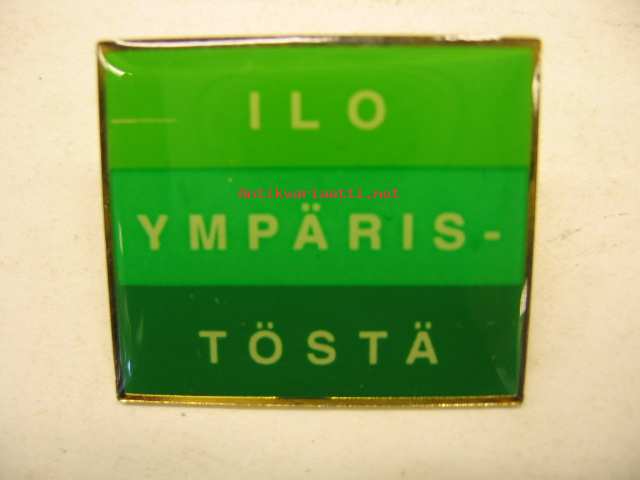 ILO
Antikvariaatti.net
YMPÄRIS-
TÖSTÄ